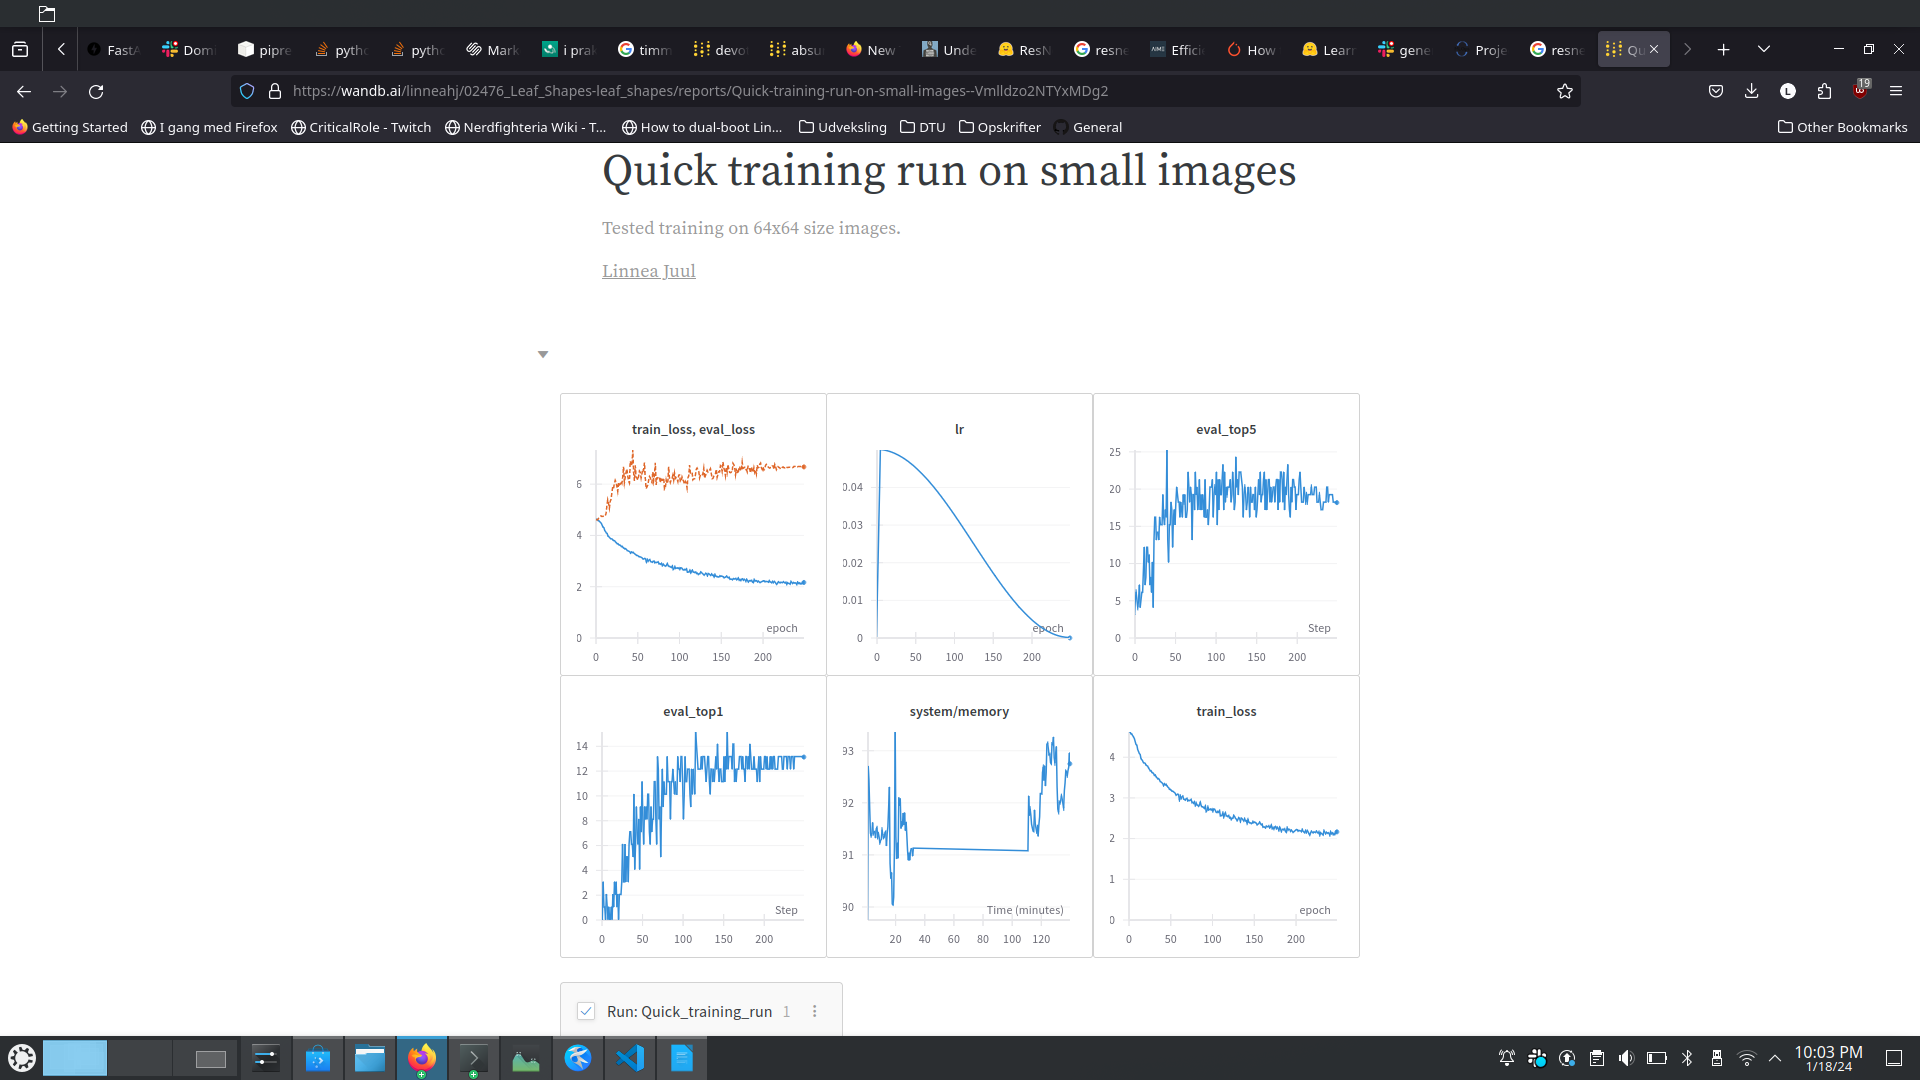 FastA
Domi
pipre
pytho
pytho
Mark
i prak
timm
devo
absu
New
Unde
ResN
resne
Effici
How
Learn
gene
Proje
resne
Qu
https://wandb.ai/linneahj/02476_Leaf_Shapes-leaf_shapes/reports/Quick-training-run-on-small-images--Vmlldzo2NTYxMDg2
L
19
Getting Started
I gang med Firefox
CriticalRole - Twitch
Nerdfighteria Wiki - T...
How to dual-boot Lin...
Udveksling
DTU
Opskrifter
General
Other Bookmarks
Quick training run on small images
Tested training on 64x64 size images.
Linnea Juul
train_loss, eval_loss
6
4
2
0
epoch
0 50 100 150 200
lr
0.04
0.03
0.02
0.01
0
epoch
0 50 100 150 200
eval_top5
25
20
15
10
5
0
Step
0 50 100 150 200
eval_top1
14
12
10
8
6
4
2
0
Step
0 50 100 150 200
system/memory
93
92
91
90
Time (minutes)
20 40 60 80 100 120
train_loss
4
3
2
1
0
epoch
0 50 100 150 200
Run: Quick_training_run 1
10:03 PM
1/18/24